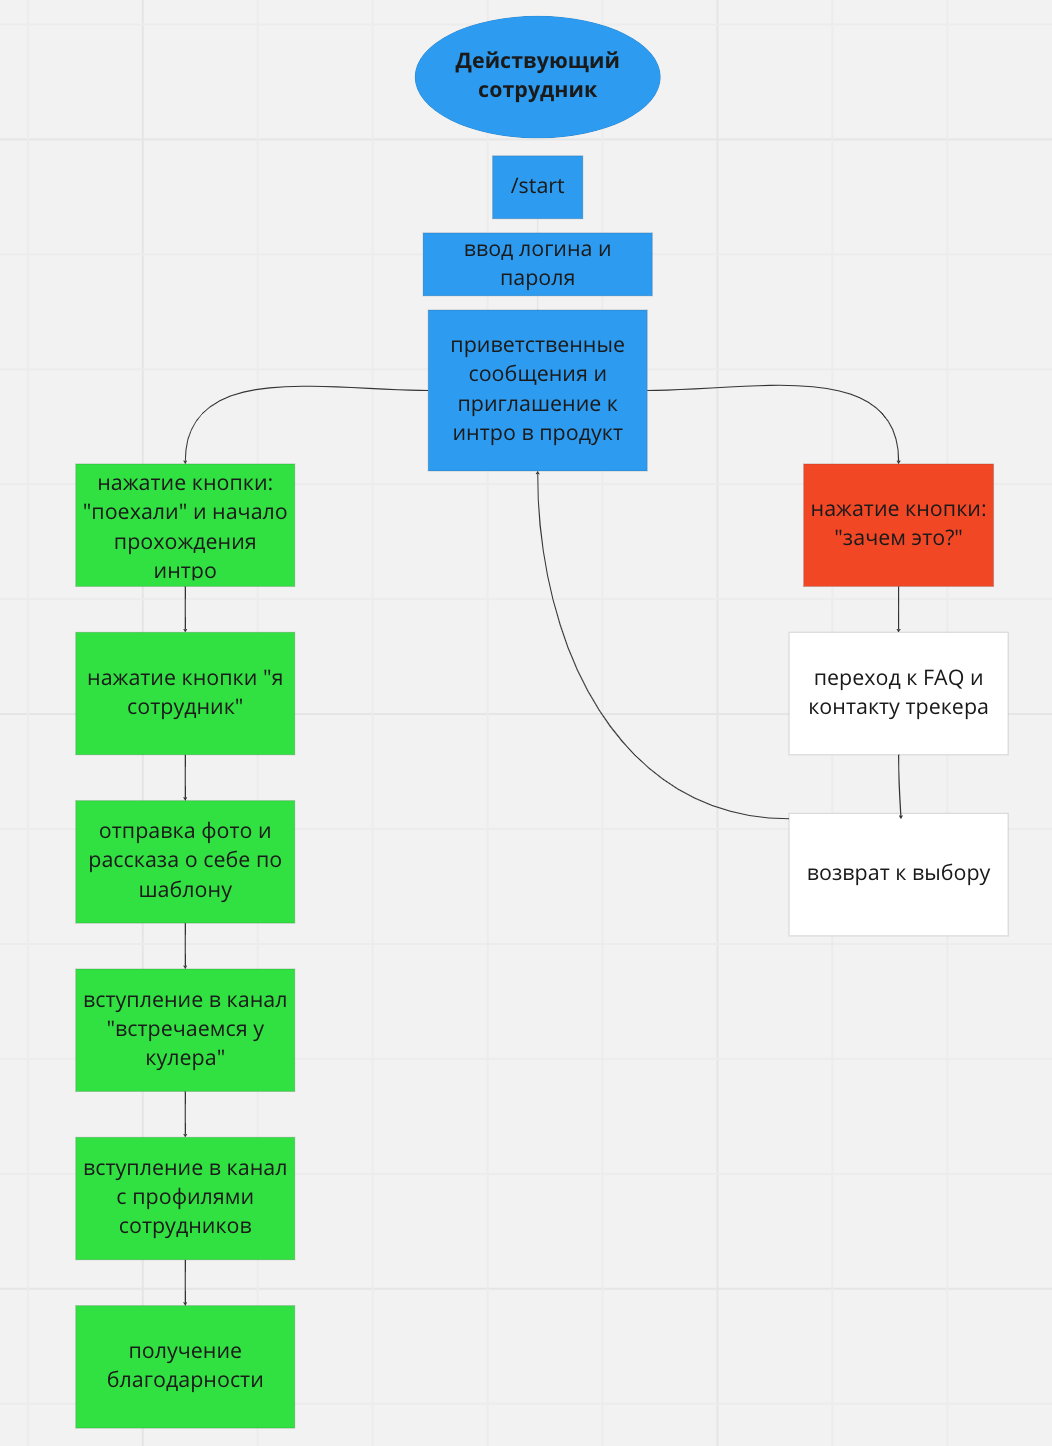 Действующий
сотрудник
/start
ввод логина и
пароля
приветственные
сообщения и
приглашение к
интро в продукт
нажатие кнопки:
"поехали" и начало
прохождения
интро
нажатие кнопки:
"зачем это?"
нажатие кнопки "я
сотрудник"
переход к FAQ и
контакту трекера
отправка фото и
рассказа о себе по
шаблону
возврат к выбору
вступление в канал
"встречаемся у
кулера"
вступление в канал
с профилями
сотрудников
получение
благодарности